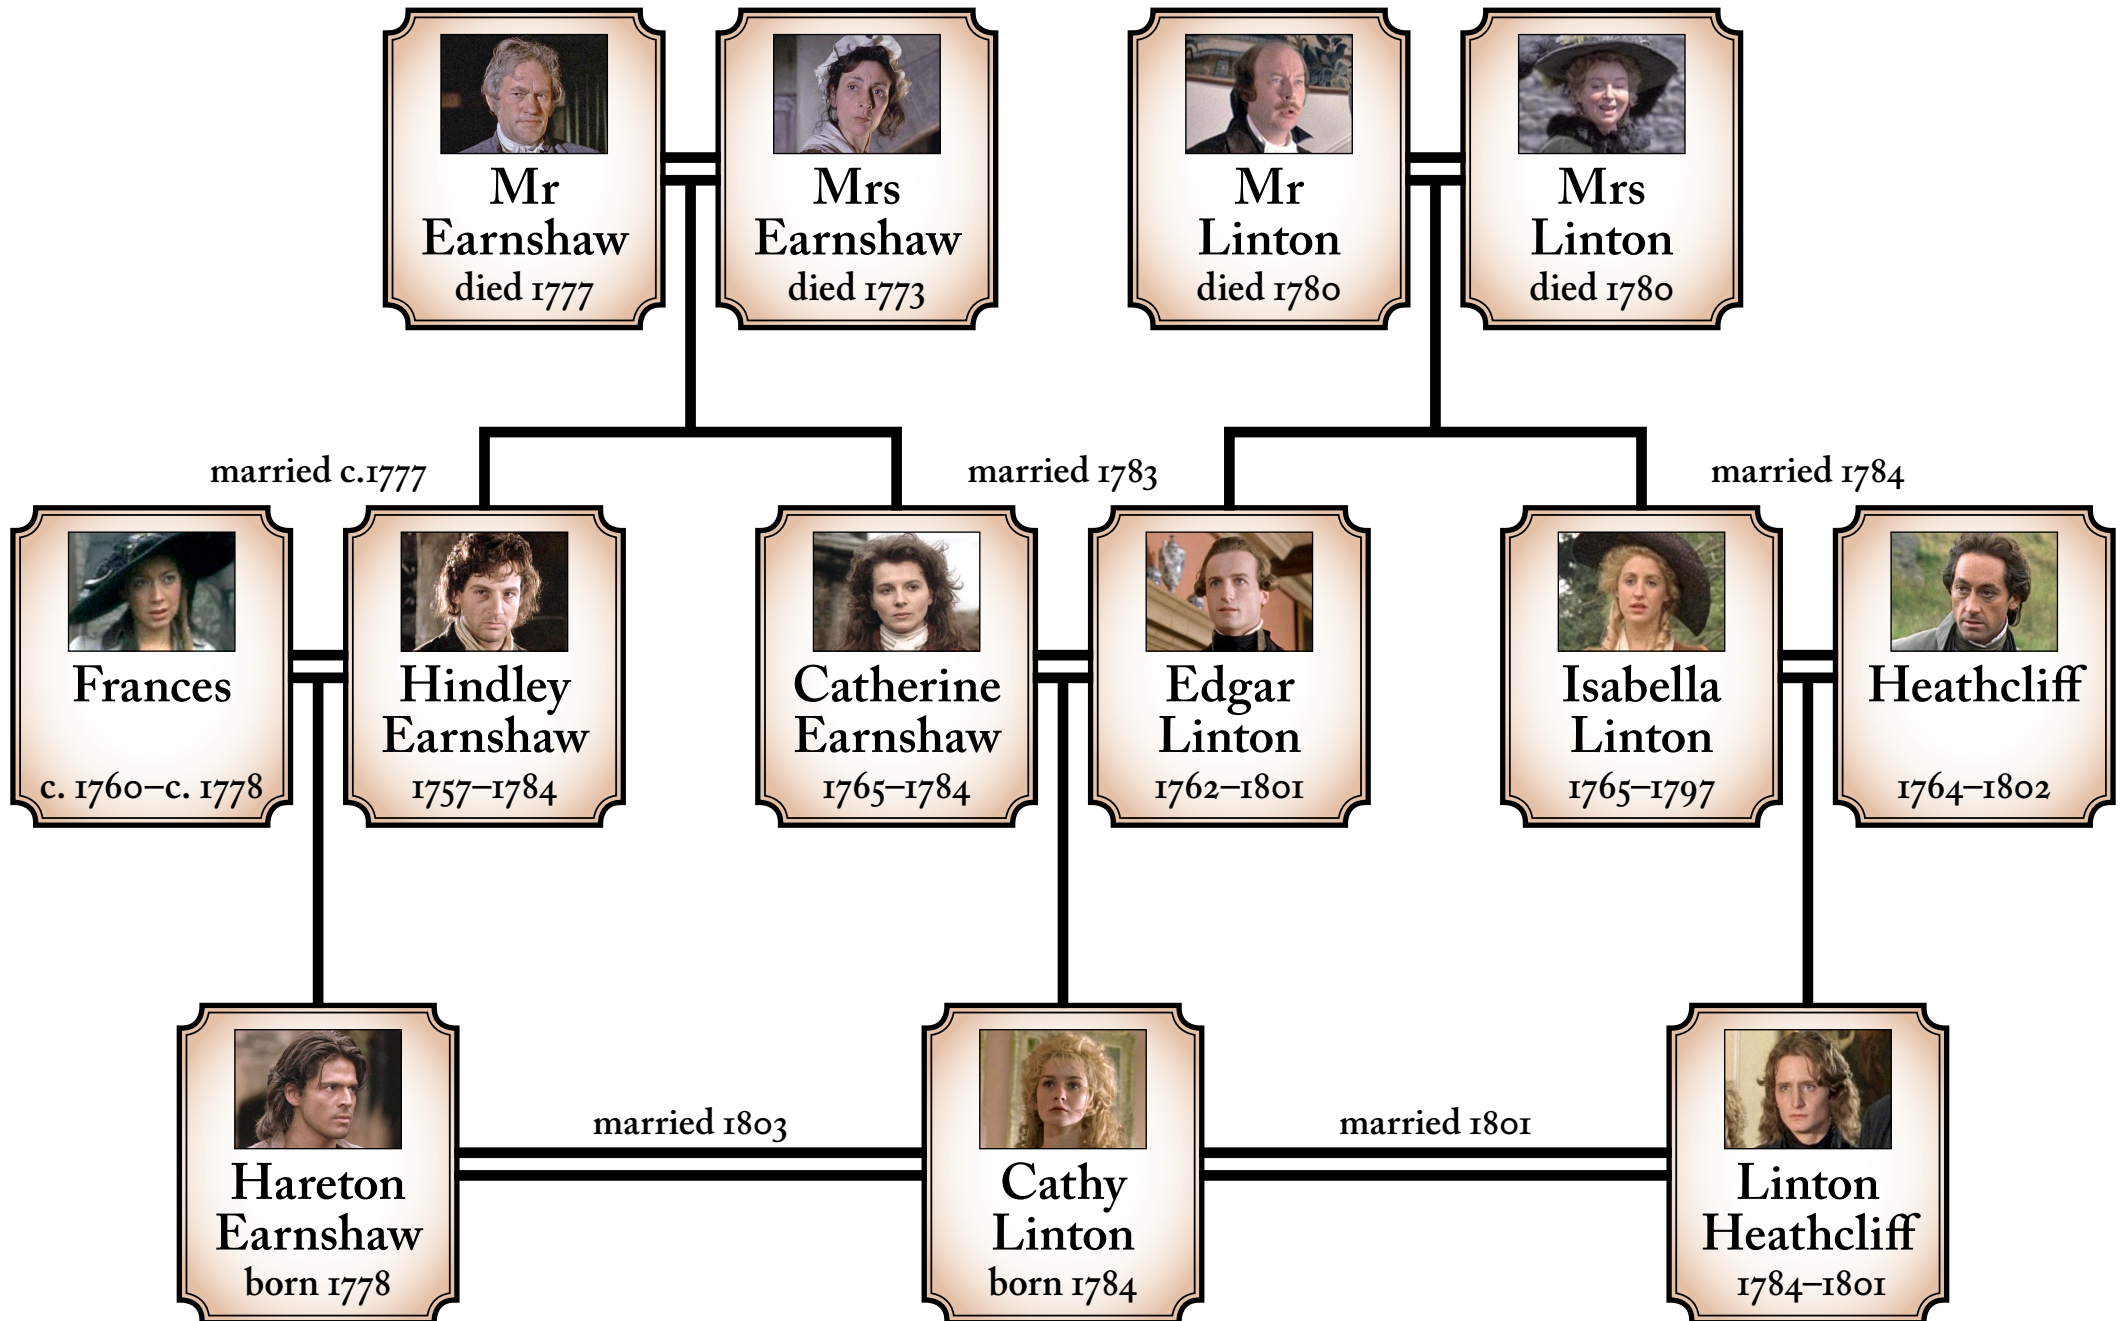 Mr
Earnshaw
died 1777
Mrs
Earnshaw
died 1773
Mr
Linton
died 1780
Mrs
Linton
died 1780
married c.1777
married 1783
married 1784
Frances
c. 1760–c. 1778
Hindley
Earnshaw
1757–1784
Catherine
Earnshaw
1765–1784
Edgar
Linton
1762–1801
Isabella
Linton
1765–1797
Heathcliff
1764–1802
married 1803
married 1801
Hareton
Earnshaw
born 1778
Cathy
Linton
born 1784
Linton
Heathcliff
1784–1801